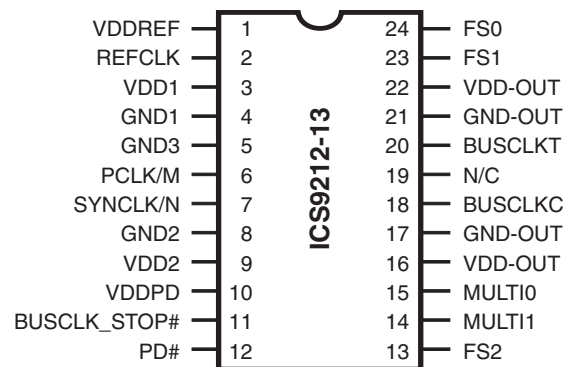 VDDREF 1 24 FS0
REFCLK 2 23 FS1
VDD1 3 22 VDD-OUT
GND1 4 21 GND-OUT
GND3 5 20 BUSCLKT
PCLK/M 6 19 N/C
SYNCLK/N 7 18 BUSCLKC
GND2 8 17 GND-OUT
VDD2 9 16 VDD-OUT
VDDPD 10 15 MULTI0
BUSCLK_STOP# 11 14 MULTI1
PD# 12 13 FS2
ICS9212-13